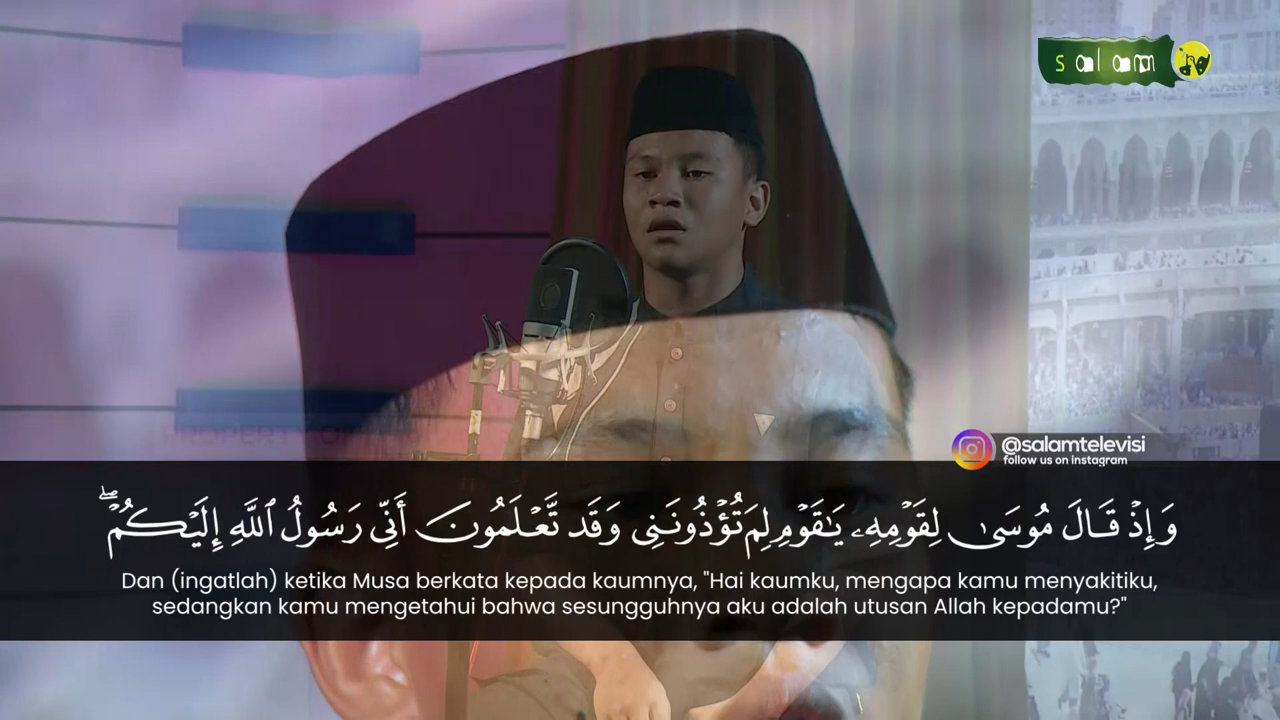 salam tv
@salamtelevisi
follow us on instagram
وَإِذْ قَالَ مُوسَىٰ لِقَوْمِهِۦ يَـٰقَوْمِ لِمَ تُؤْذُونَنِى وَقَد تَّعْلَمُونَ أَنِّى رَسُولُ ٱللَّهِ إِلَيْكُمْ ۖ
Dan (ingatlah) ketika Musa berkata kepada kaumnya, "Hai kaumku, mengapa kamu menyakitiku,
sedangkan kamu mengetahui bahwa sesungguhnya aku adalah utusan Allah kepadamu?"